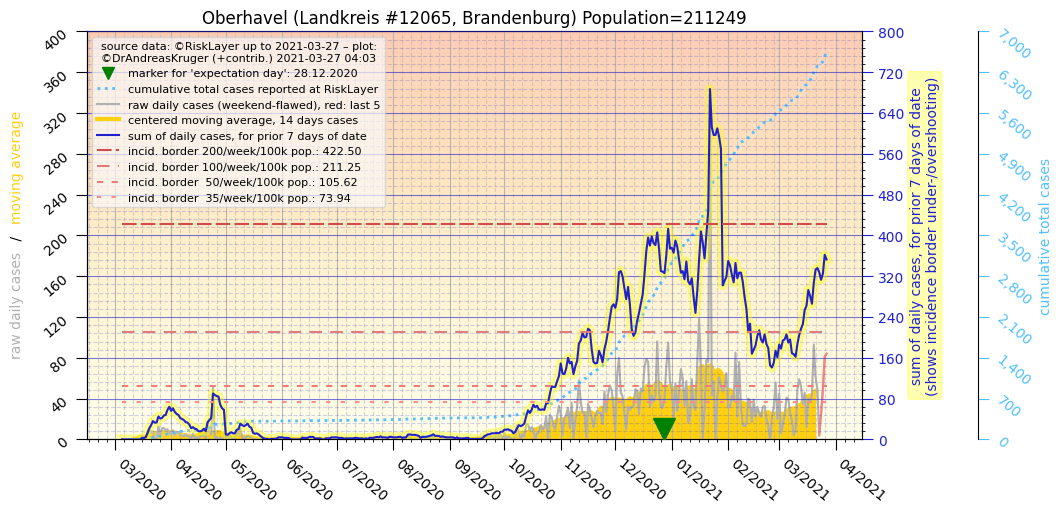 Oberhavel (Landkreis #12065, Brandenburg) Population=211249
source data: ©RiskLayer up to 2021-03-27 – plot:
©DrAndreasKruger (+contrib.) 2021-03-27 04:03
marker for 'expectation day': 28.12.2020
cumulative total cases reported at RiskLayer
raw daily cases (weekend-flawed), red: last 5
centered moving average, 14 days cases
sum of daily cases, for prior 7 days of date
incid. border 200/week/100k pop.: 422.50
incid. border 100/week/100k pop.: 211.25
incid. border  50/week/100k pop.: 105.62
incid. border  35/week/100k pop.: 73.94
raw daily cases / moving average
400
360
320
280
240
200
160
120
80
40
0
03/2020
04/2020
05/2020
06/2020
07/2020
08/2020
09/2020
10/2020
11/2020
12/2020
01/2021
02/2021
03/2021
04/2021
800
720
640
560
480
400
320
240
160
80
0
sum of daily cases, for prior 7 days of date
(shows incidence border under-/overshooting)
7,000
6,300
5,600
4,900
4,200
3,500
2,800
2,100
1,400
700
0
cumulative total cases